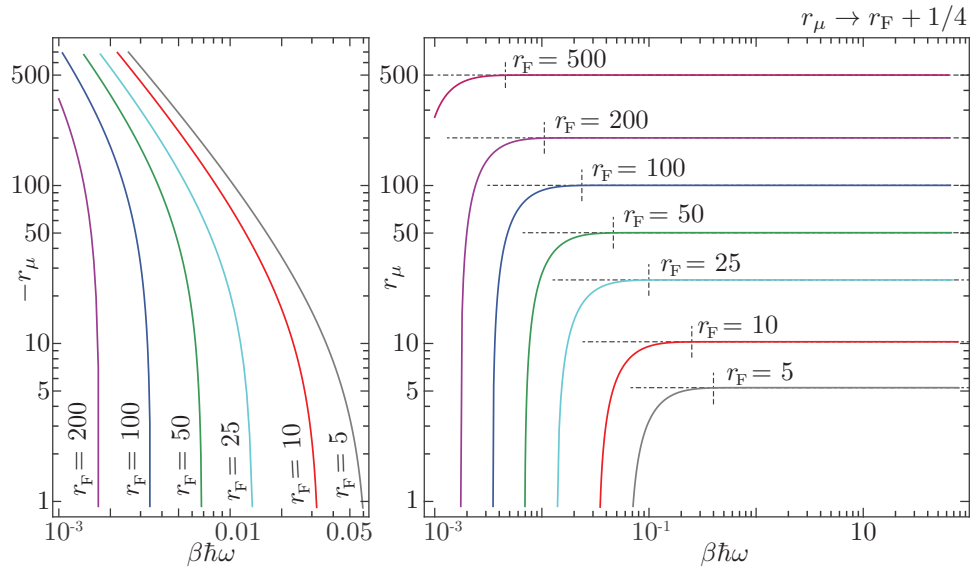 r_μ → r_F + 1/4
500
100
50
10
5
1
−r_μ
r_F = 200
r_F = 100
r_F = 50
r_F = 25
r_F = 10
r_F = 5
10⁻³
0.01
0.05
βℏω
500
100
50
10
5
1
r_μ
r_F = 500
r_F = 200
r_F = 100
r_F = 50
r_F = 25
r_F = 10
r_F = 5
10⁻³
10⁻¹
10
βℏω